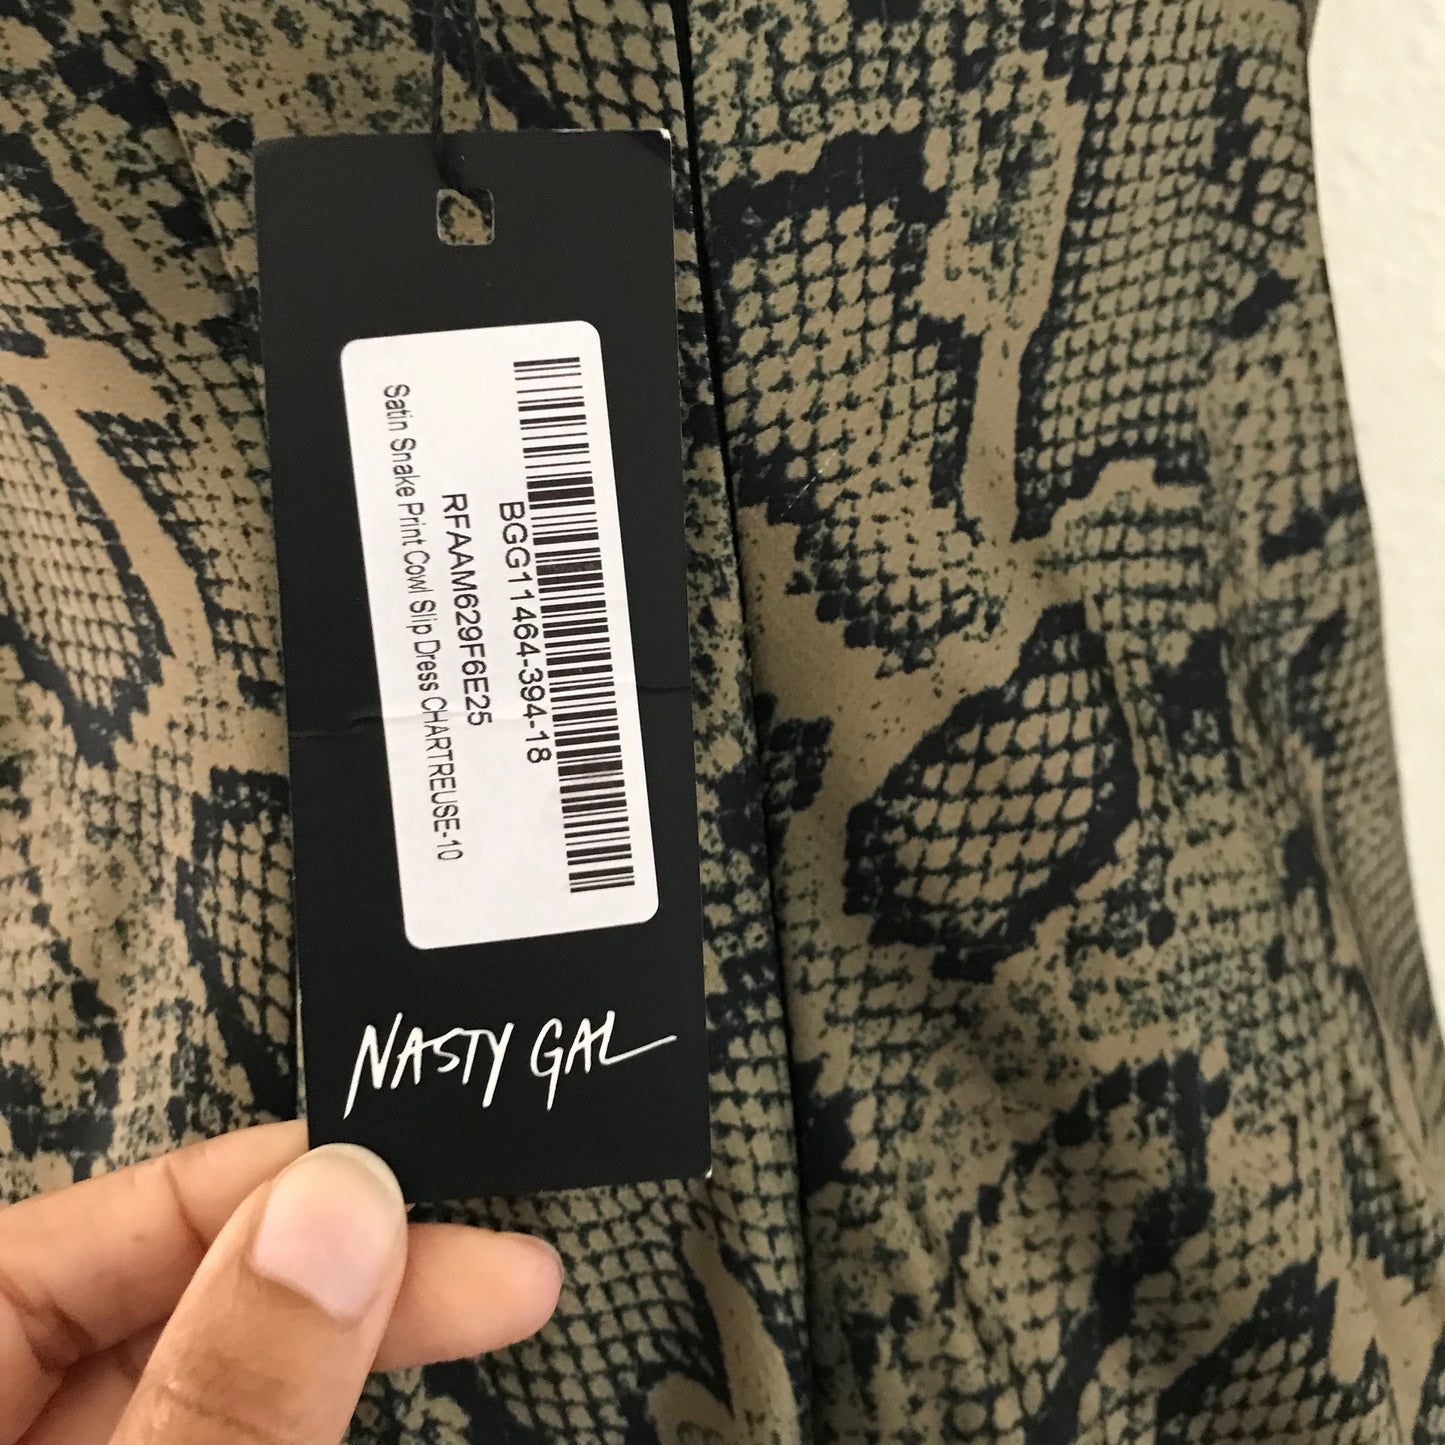 BGG11464-394-18
RFAAM629F6E25
Satin Snake Print Cowl Slip Dress CHARTREUSE-10
NASTY GAL